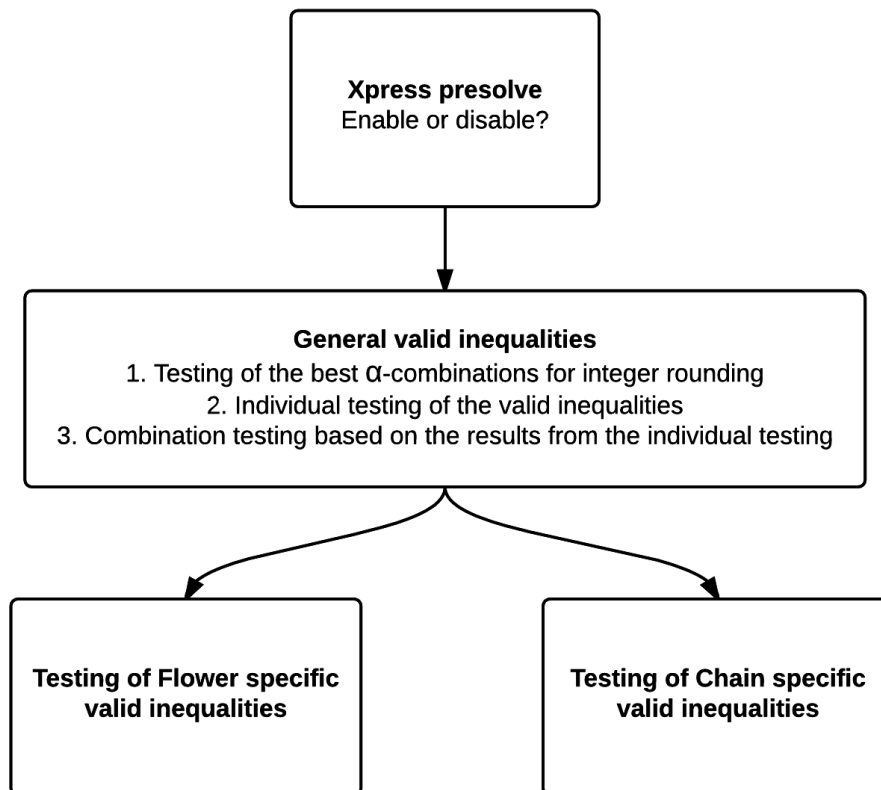 Xpress presolve
Enable or disable?
General valid inequalities
1. Testing of the best α-combinations for integer rounding
2. Individual testing of the valid inequalities
3. Combination testing based on the results from the individual testing
Testing of Flower specific
valid inequalities
Testing of Chain specific
valid inequalities